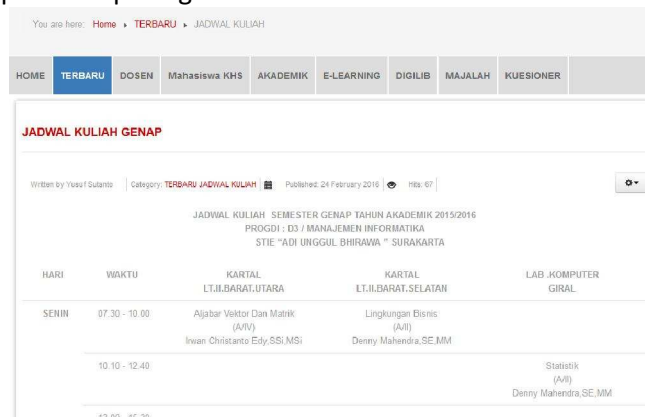 You are here: Home ▸ TERBARU ▸ JADWAL KULIAH
HOME TERBARU DOSEN Mahasiswa KHS AKADEMIK E-LEARNING DIGILIB MAJALAH KUESIONER
JADWAL KULIAH GENAP
Written by Yusuf Sutanto Category: TERBARU JADWAL KULIAH Published: 24 February 2016 Hits: 67
JADWAL KULIAH SEMESTER GENAP TAHUN AKADEMIK 2015/2016
PROGDI : D3 / MANAJEMEN INFORMATIKA
STIE "ADI UNGGUL BHIRAWA " SURAKARTA
HARI WAKTU KARTAL KARTAL LAB .KOMPUTER
LT.II.BARAT.UTARA LT.II.BARAT.SELATAN GIRAL
SENIN 07.30 - 10.00 Aljabar Vektor Dan Matrik Lingkungan Bisnis
(A/IV) (A/II)
Irwan Christanto Edy,SSi,MSi Denny Mahendra,SE,MM
10.10 - 12.40 Statistik
(A/II)
Denny Mahendra,SE,MM